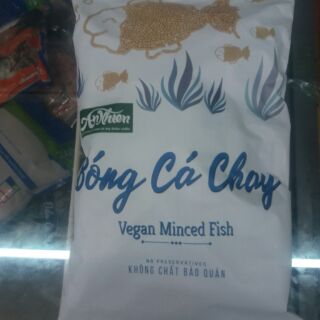 An Nhiên
Bóng Cá Chay
Vegan Minced Fish
NO PRESERVATIVES
KHÔNG CHẤT BẢO QUẢN